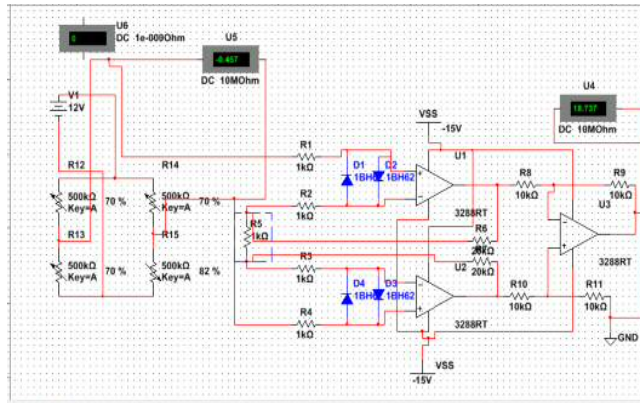 U6
0
DC 1e-009Ohm
U5
-0.457
DC 10MOhm
U4
18.737
DC 10MOhm
V1
12V
VSS
-15V
R12
R14
R1
1kΩ
D1
D2
1BH62
U1
500kΩ
Key=A
70 %
500kΩ
Key=A
70 %
R2
1kΩ
R8
10kΩ
R9
10kΩ
U3
3288RT
R13
R15
R5
1kΩ
R6
20kΩ
R3
1kΩ
U2
20kΩ
500kΩ
Key=A
70 %
500kΩ
Key=A
82 %
D4
D3
1BH62
R10
10kΩ
R11
10kΩ
R4
1kΩ
3288RT
3288RT
GND
VSS
-15V